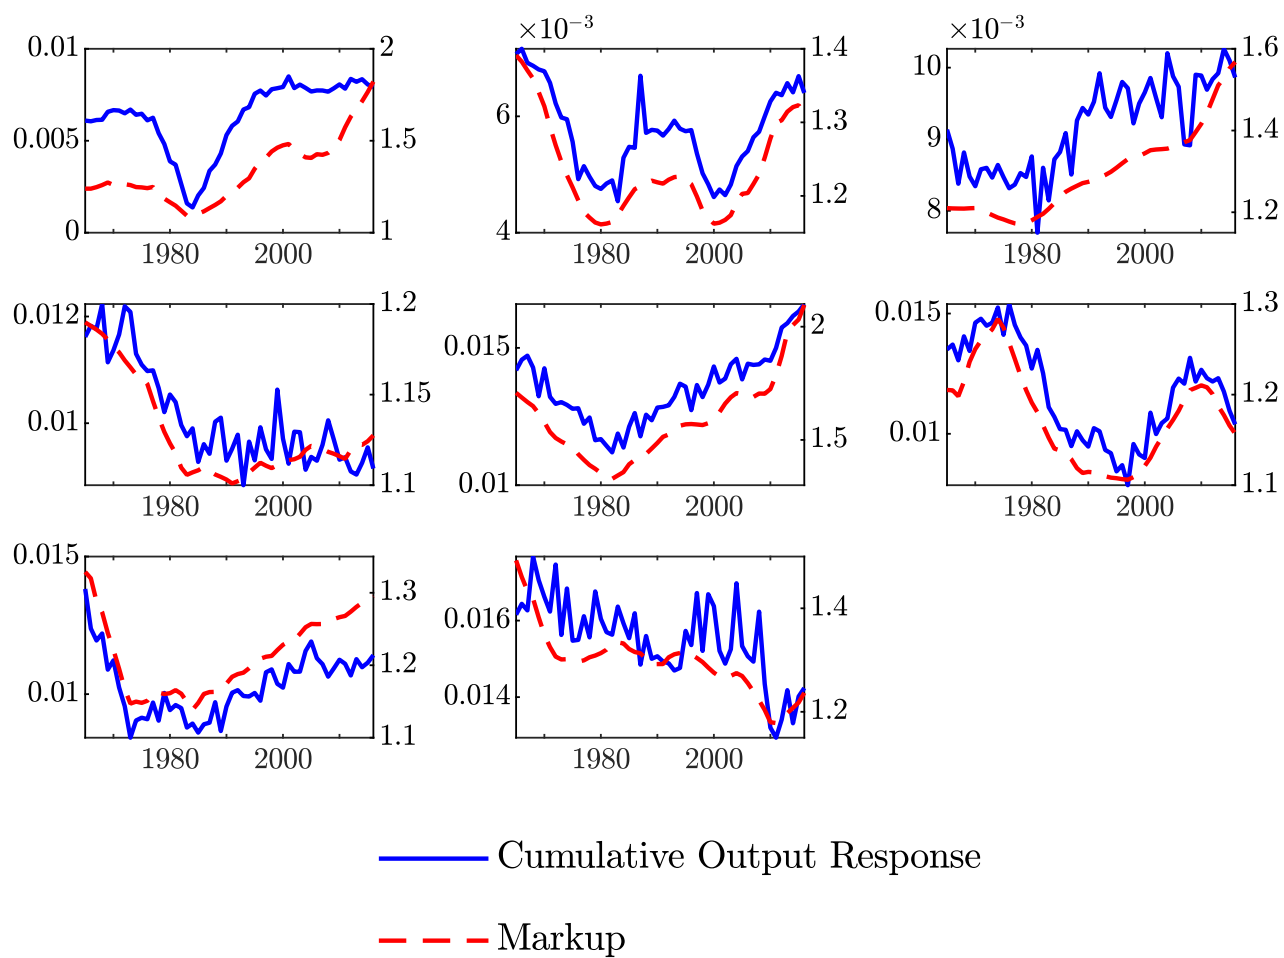 ×10⁻³
×10⁻³
0.01 2 1.4 10 1.6
0.005 1.5 6 1.3 9 1.4
1.2 8 1.2
0 1 4
1980 2000 1980 2000 1980 2000
0.012 1.2 0.015 2 0.015 1.3
1.15 1.2
0.01 1.5 0.01
1.1 0.01 1.1
1980 2000 1980 2000 1980 2000
0.015 1.3 0.016 1.4
1.2
0.01 0.014 1.2
1.1
1980 2000 1980 2000
Cumulative Output Response
Markup